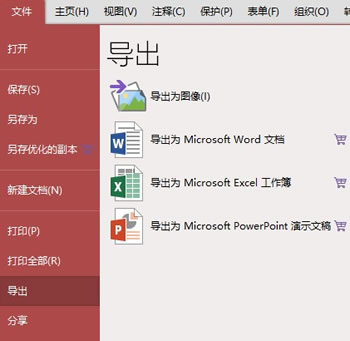 文件 主页(H) 视图(V) 注释(C) 保护(P) 表单(F) 组织(O)
打开
保存(S)
另存为
另存优化的副本
新建文档(N)
打印(P)
打印全部(R)
导出
分享
导出
导出为图像(I)
导出为 Microsoft Word 文档
导出为 Microsoft Excel 工作簿
导出为 Microsoft PowerPoint 演示文稿